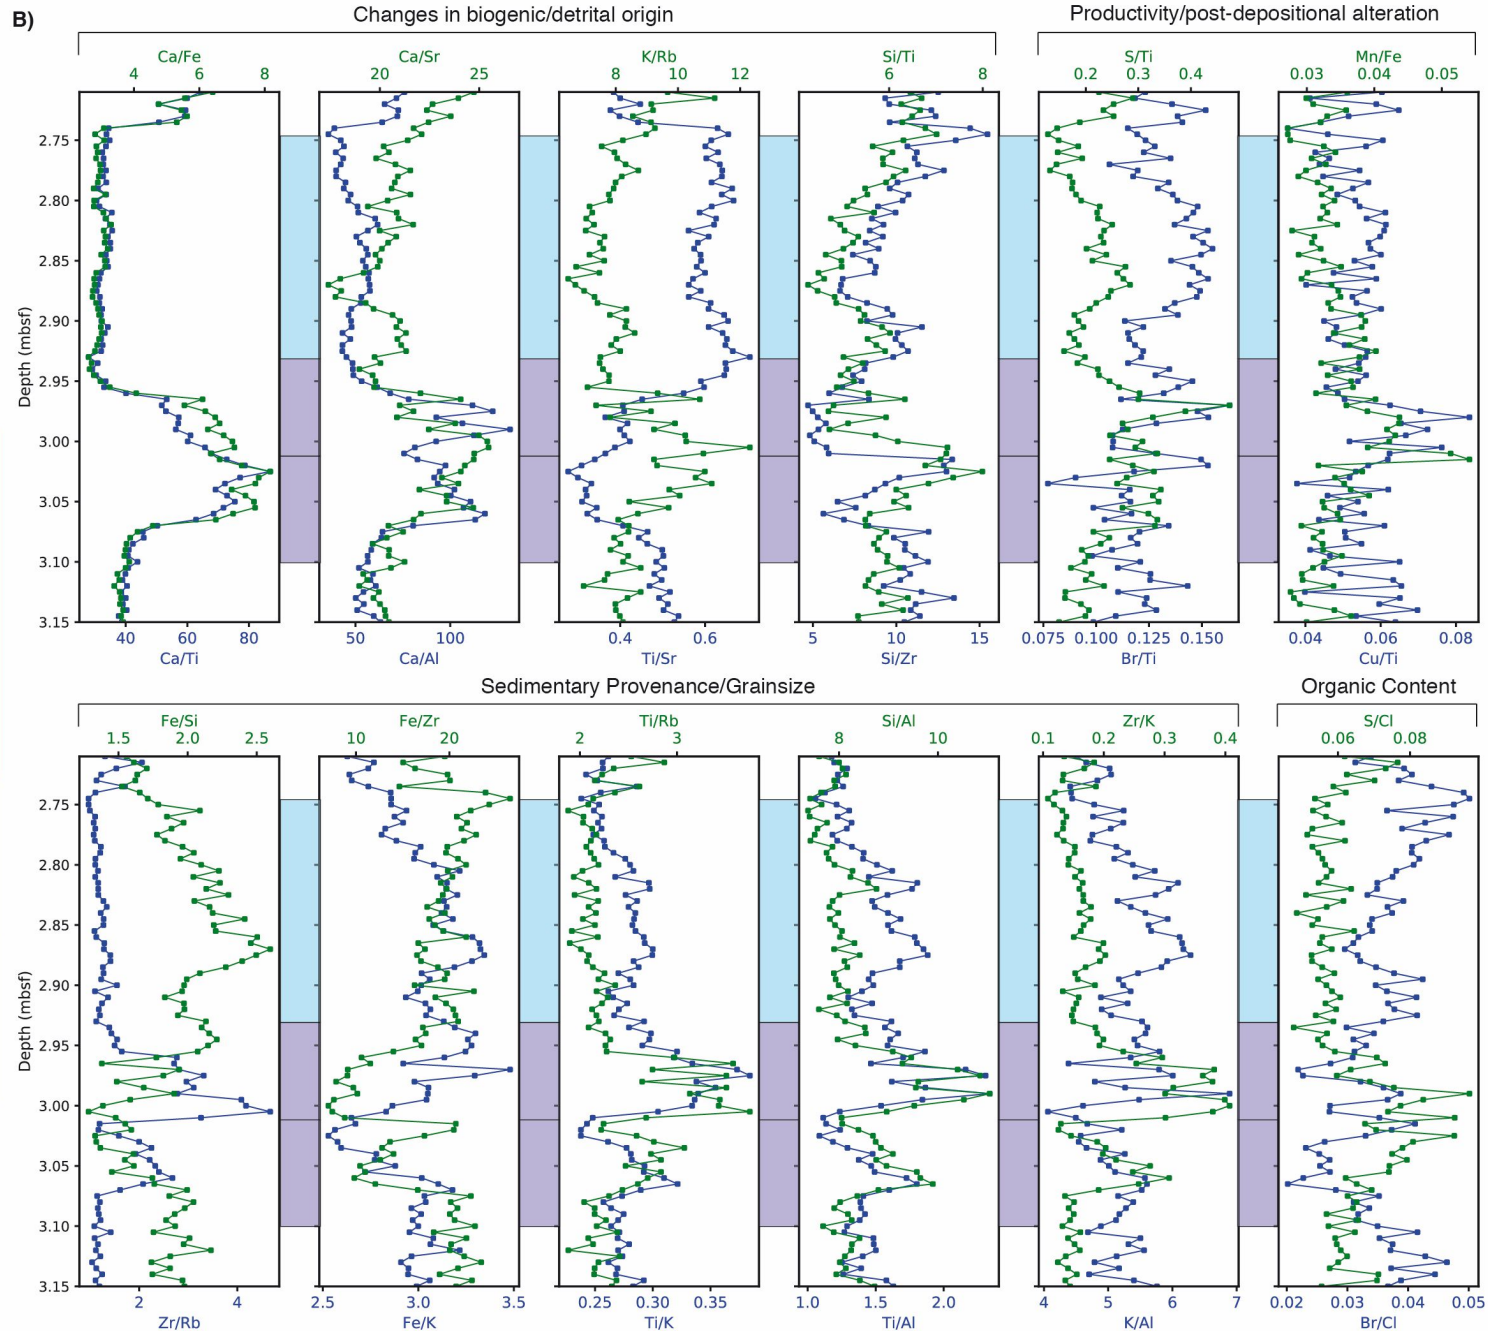 B)
Changes in biogenic/detrital origin
Productivity/post-depositional alteration
Ca/Fe
Ca/Sr
K/Rb
Si/Ti
S/Ti
Mn/Fe
4 6 8
20 25
8 10 12
6 8
0.2 0.3 0.4
0.03 0.04 0.05
Depth (mbsf)
2.75
2.80
2.85
2.90
2.95
3.00
3.05
3.10
3.15
40 60 80
50 100
0.4 0.6
5 10 15
0.075 0.100 0.125 0.150
0.04 0.06 0.08
Ca/Ti
Ca/Al
Ti/Sr
Si/Zr
Br/Ti
Cu/Ti
Sedimentary Provenance/Grainsize
Organic Content
Fe/Si
Fe/Zr
Ti/Rb
Si/Al
Zr/K
S/Cl
1.5 2.0 2.5
10 20
2 3
8 10
0.1 0.2 0.3 0.4
0.06 0.08
Depth (mbsf)
2.75
2.80
2.85
2.90
2.95
3.00
3.05
3.10
3.15
2 4
2.5 3.0 3.5
0.25 0.30 0.35
1.0 1.5 2.0
4 5 6 7
0.02 0.03 0.04 0.05
Zr/Rb
Fe/K
Ti/K
Ti/Al
K/Al
Br/Cl